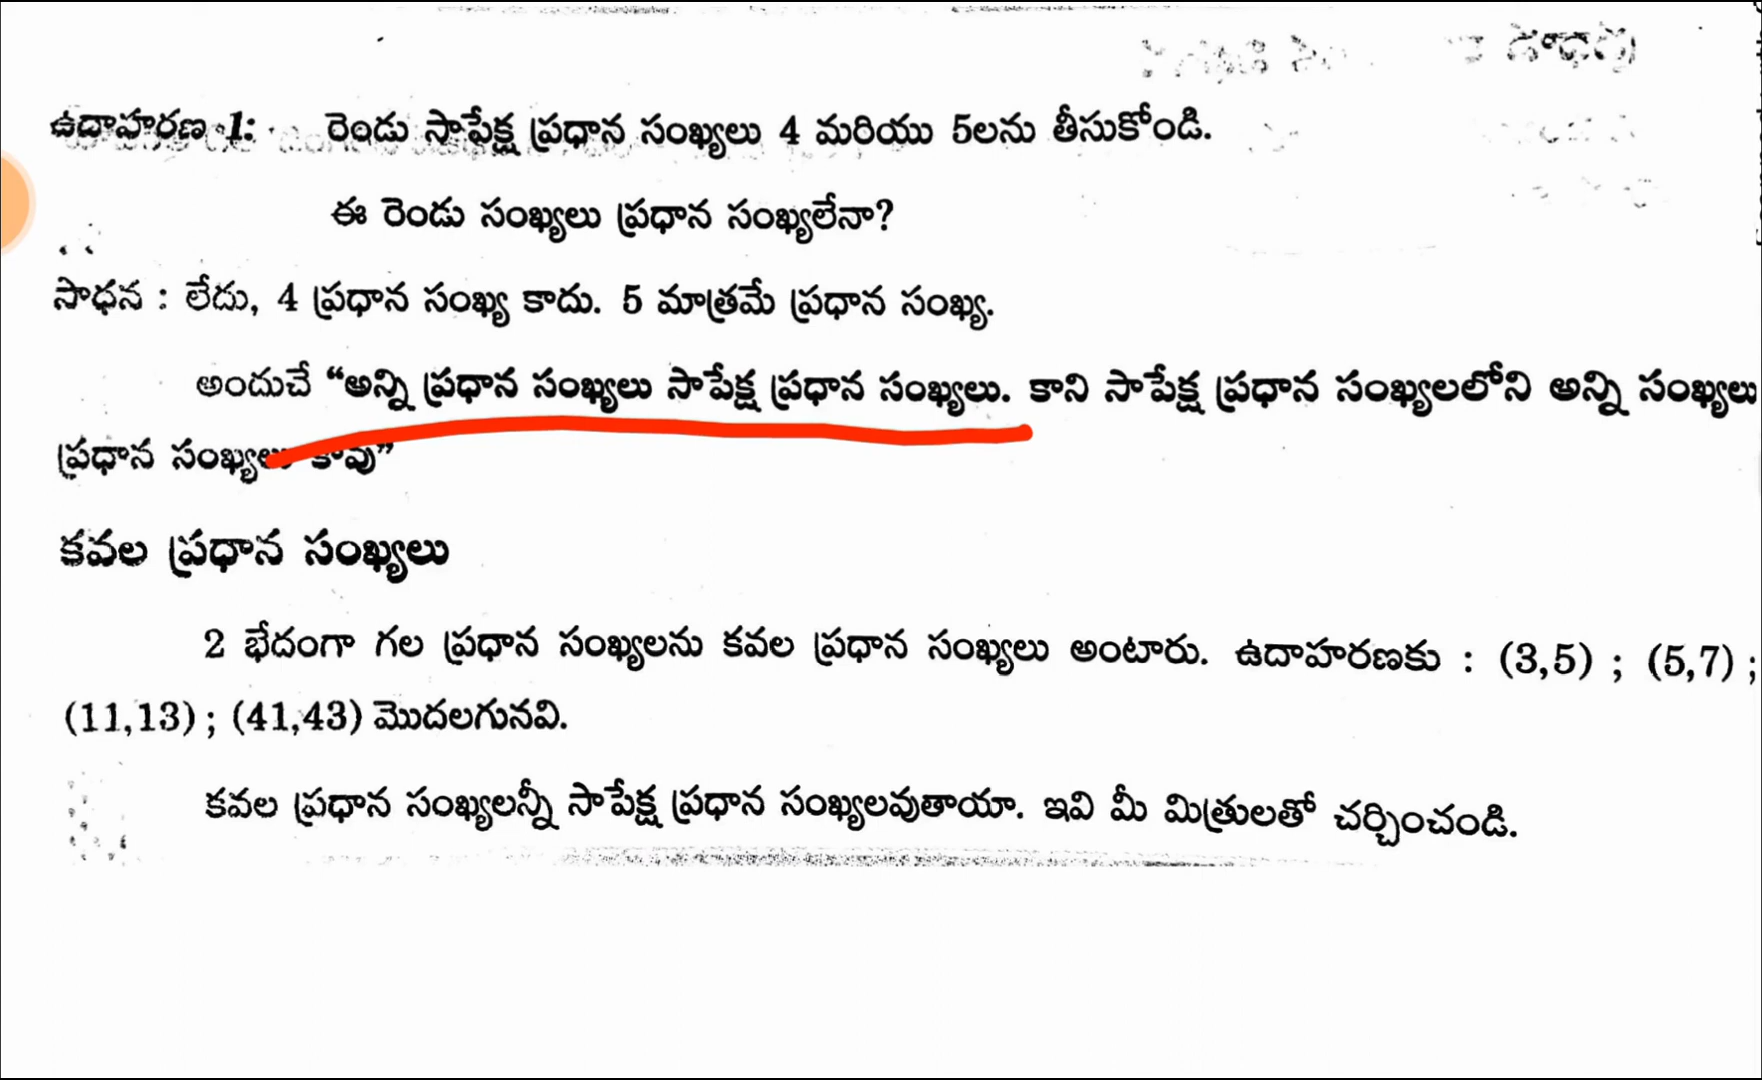 ఉదాహరణ 1: రెండు సాపేక్ష ప్రధాన సంఖ్యలు 4 మరియు 5లను తీసుకోండి.
ఈ రెండు సంఖ్యలు ప్రధాన సంఖ్యలేనా?
సాధన : లేదు, 4 ప్రధాన సంఖ్య కాదు. 5 మాత్రమే ప్రధాన సంఖ్య.
అందుచే “అన్ని ప్రధాన సంఖ్యలు సాపేక్ష ప్రధాన సంఖ్యలు. కాని సాపేక్ష ప్రధాన సంఖ్యలలోని అన్ని సంఖ్యలు
ప్రధాన సంఖ్యలు కావు”
కవల ప్రధాన సంఖ్యలు
2 భేదంగా గల ప్రధాన సంఖ్యలను కవల ప్రధాన సంఖ్యలు అంటారు. ఉదాహరణకు : (3,5) ; (5,7) ;
(11,13) ; (41,43) మొదలగునవి.
కవల ప్రధాన సంఖ్యలన్నీ సాపేక్ష ప్రధాన సంఖ్యలవుతాయా. ఇవి మీ మిత్రులతో చర్చించండి.